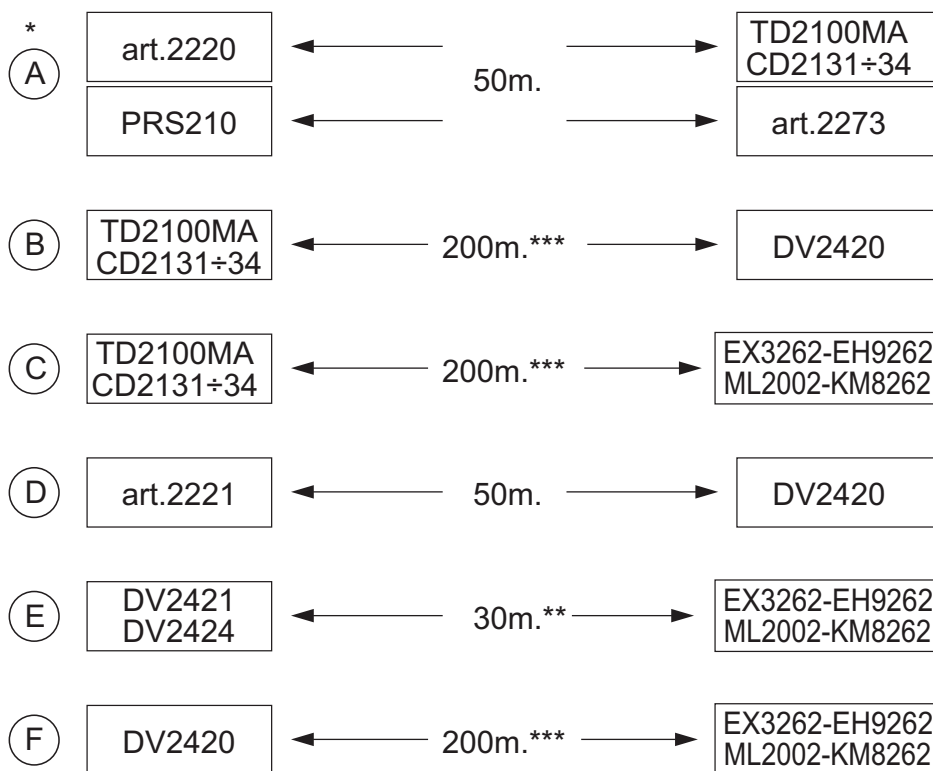 *
A
art.2220
50m.
TD2100MA
CD2131÷34
PRS210
art.2273
B
TD2100MA
CD2131÷34
200m.***
DV2420
C
TD2100MA
CD2131÷34
200m.***
EX3262-EH9262
ML2002-KM8262
D
art.2221
50m.
DV2420
E
DV2421
DV2424
30m.**
EX3262-EH9262
ML2002-KM8262
F
DV2420
200m.***
EX3262-EH9262
ML2002-KM8262